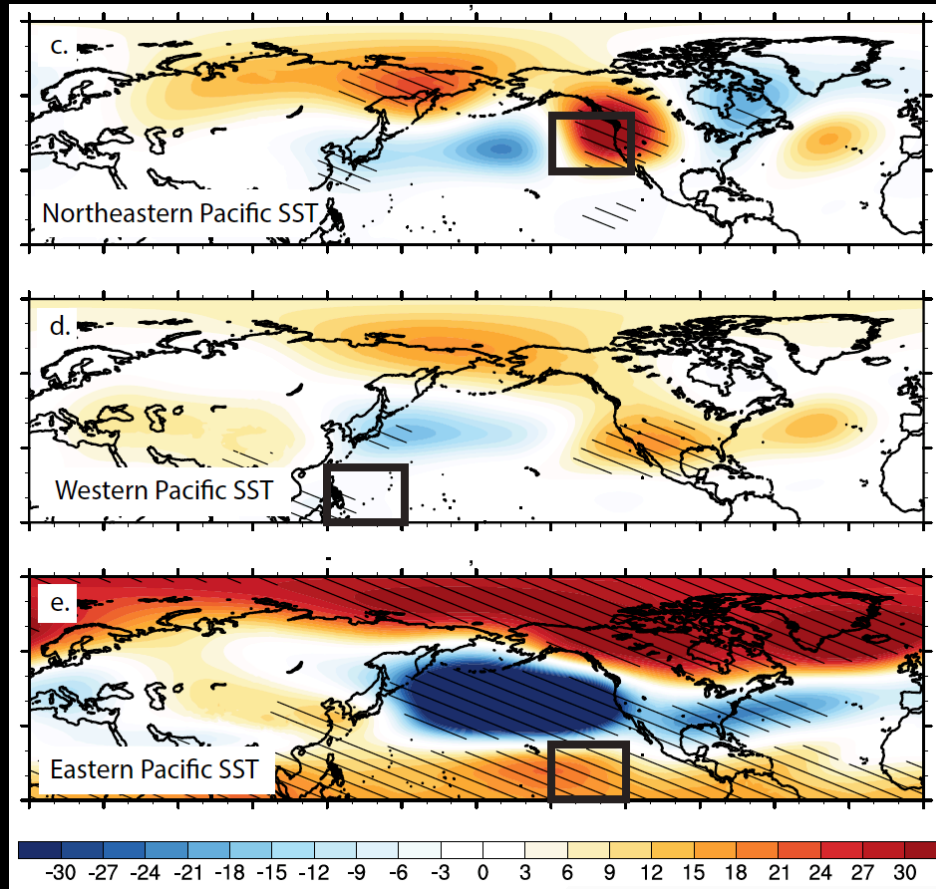 ,
c.
Northeastern Pacific SST
d.
Western Pacific SST
- ,
e.
Eastern Pacific SST
-30 -27 -24 -18 -15 -12 -9 -6 -3 0 3 6 9 12 15 18 21 24 27 30